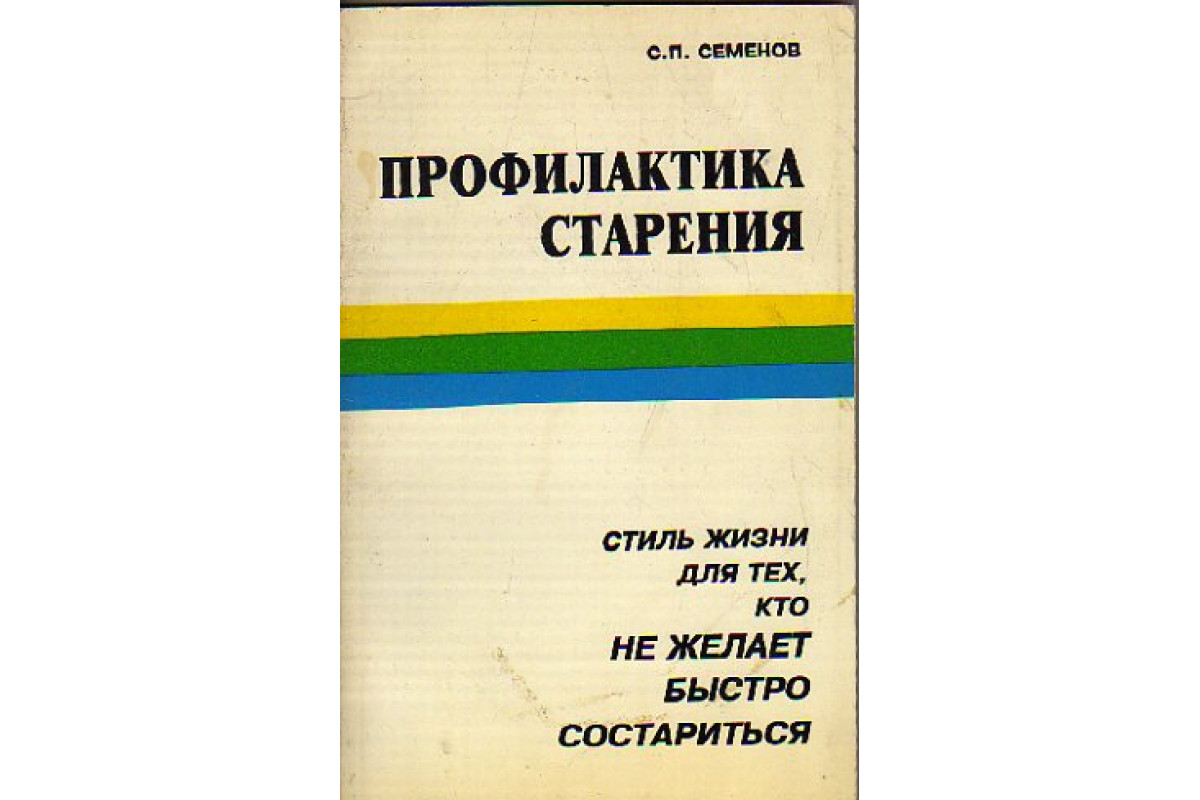 С.П. СЕМЕНОВ
ПРОФИЛАКТИКА
СТАРЕНИЯ
СТИЛЬ ЖИЗНИ
ДЛЯ ТЕХ,
КТО
НЕ ЖЕЛАЕТ
БЫСТРО
СОСТАРИТЬСЯ